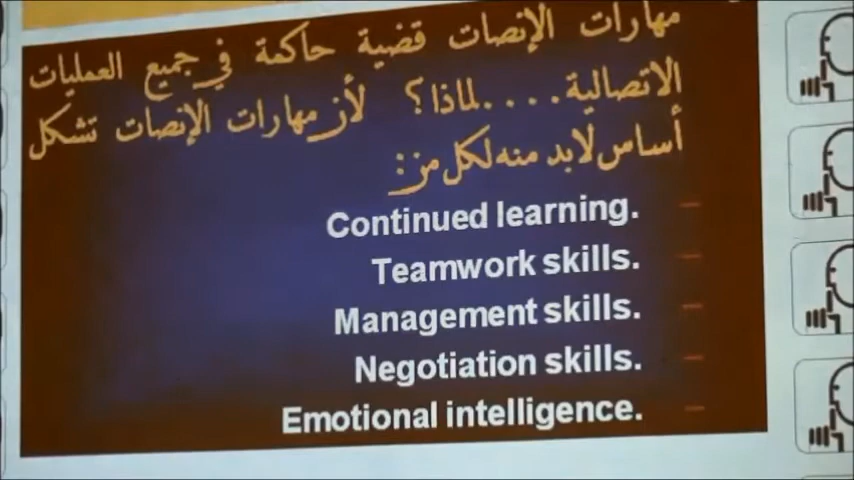 مهارات الإنصات قضية حاكمة في جميع العمليات
الاتصالية....لماذا؟ لأن مهارات الإنصات تشكل
أساس لابد منه لكل من:
Continued learning. –
Teamwork skills. –
Management skills. –
Negotiation skills. –
Emotional intelligence. –